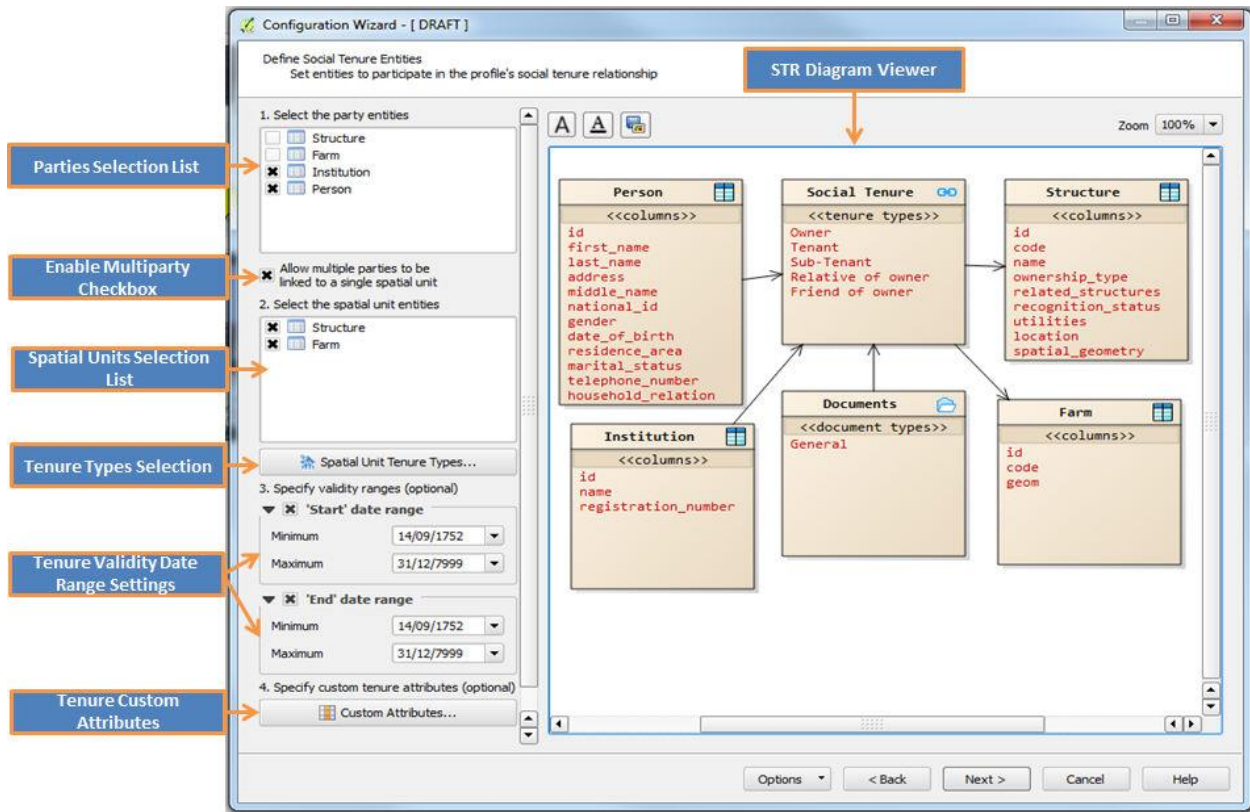 Configuration Wizard - [ DRAFT ]
Define Social Tenure Entities
Set entities to participate in the profile's social tenure relationship
STR Diagram Viewer
1. Select the party entities
Structure
Farm
Institution
Person
Parties Selection List
Allow multiple parties to be
linked to a single spatial unit
Enable Multiparty
Checkbox
2. Select the spatial unit entities
Structure
Farm
Spatial Units Selection
List
Spatial Unit Tenure Types...
Tenure Types Selection
3. Specify validity ranges (optional)
'Start' date range
Minimum 14/09/1752
Maximum 31/12/7999
Tenure Validity Date
Range Settings
'End' date range
Minimum 14/09/1752
Maximum 31/12/7999
4. Specify custom tenure attributes (optional)
Custom Attributes...
Tenure Custom
Attributes
A A
Zoom 100%
Person
<<columns>>
id
first_name
last_name
address
middle_name
national_id
gender
date_of_birth
residence_area
marital_status
telephone_number
household_relation
Social Tenure
<<tenure types>>
Owner
Tenant
Sub-Tenant
Relative of owner
Friend of owner
Structure
<<columns>>
id
code
name
ownership_type
related_structures
recognition_status
utilities
location
spatial_geometry
Institution
<<columns>>
id
name
registration_number
Documents
<<document types>>
General
Farm
<<columns>>
id
code
geom
Options
< Back
Next >
Cancel
Help